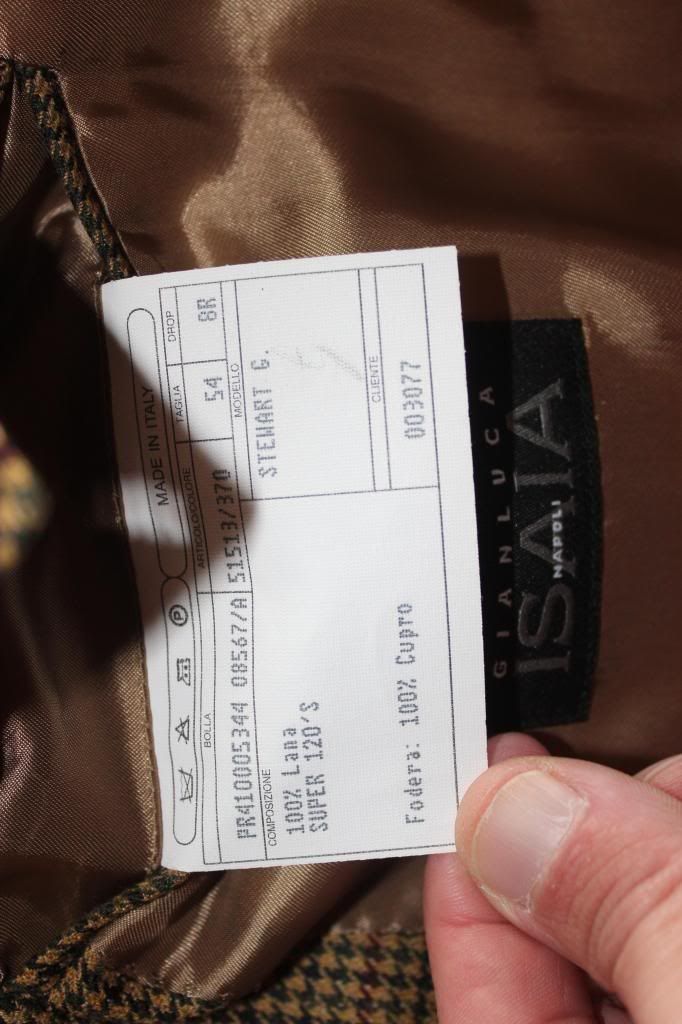 MADE IN ITALY
BOLLA
ARTICOLO/COLORE
TAGLIA
DROP
PR410005344 08567/A
51513/370
54
8R
COMPOSIZIONE
MODELLO
100% Lana
SUPER 120'S
STEWART G.
Fodera: 100% Cupro
CLIENTE
003077
GIANLUCA
ISAIA
NAPOLI